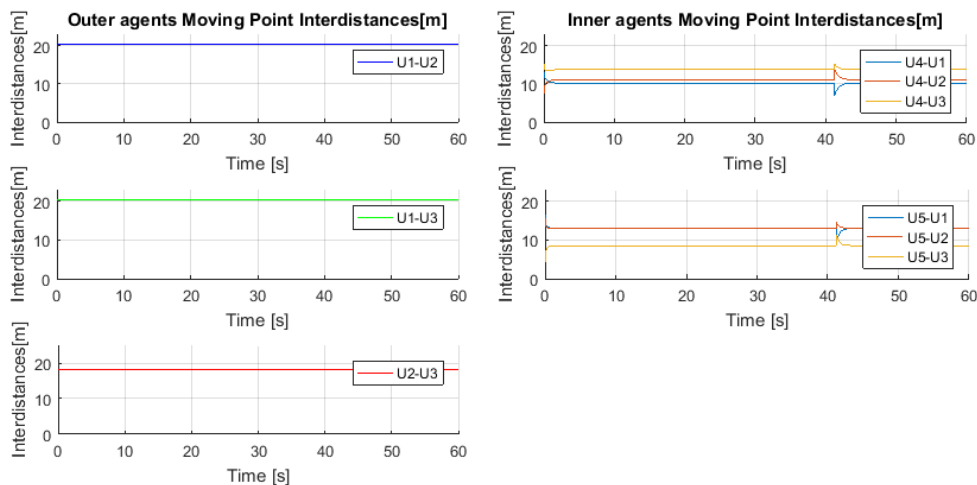 Outer agents Moving Point Interdistances[m]
Interdistances[m]
20
10
0
U1-U2
0 10 20 30 40 50 60
Time [s]
Interdistances[m]
20
10
0
U1-U3
0 10 20 30 40 50 60
Time [s]
Interdistances[m]
20
10
0
U2-U3
0 10 20 30 40 50 60
Time [s]
Inner agents Moving Point Interdistances[m]
Interdistances[m]
20
10
0
U4-U1
U4-U2
U4-U3
0 10 20 30 40 50 60
Time [s]
Interdistances[m]
20
10
0
U5-U1
U5-U2
U5-U3
0 10 20 30 40 50 60
Time [s]